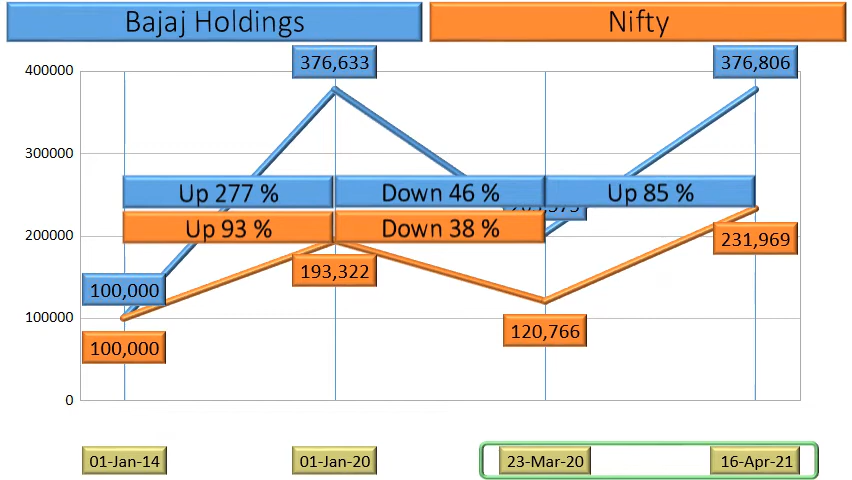 Bajaj Holdings
Nifty
400000
376,633
376,806
300000
Up 277 %
Down 46 %
Up 85 %
Up 93 %
Down 38 %
200000
231,969
193,322
100,000
100000
120,766
100,000
0
01-Jan-14
01-Jan-20
23-Mar-20
16-Apr-21